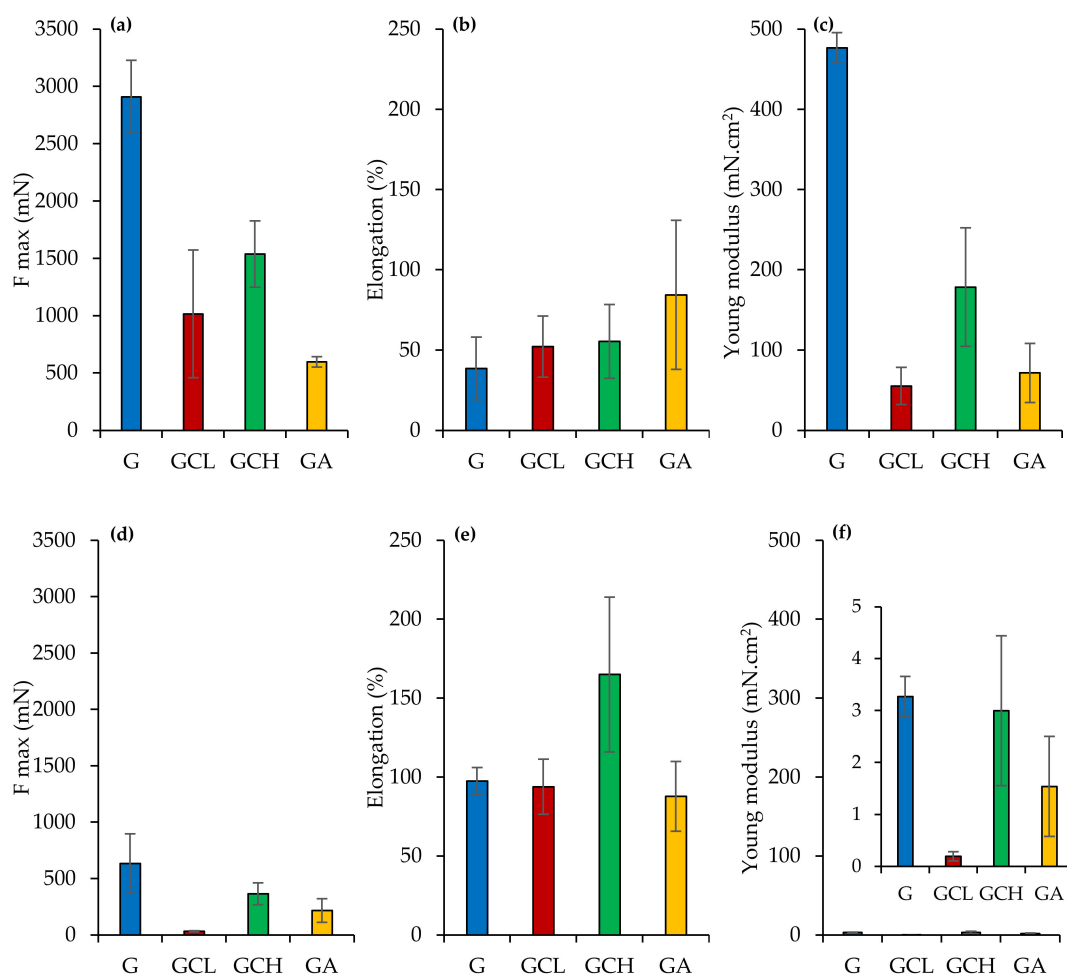 (a)
F max (mN)
3500
3000
2500
2000
1500
1000
500
0
G GCL GCH GA
(b)
Elongation (%)
250
200
150
100
50
0
G GCL GCH GA
(c)
Young modulus (mN.cm²)
500
400
300
200
100
0
G GCL GCH GA
(d)
F max (mN)
3500
3000
2500
2000
1500
1000
500
0
G GCL GCH GA
(e)
Elongation (%)
250
200
150
100
50
0
G GCL GCH GA
(f)
Young modulus (mN.cm²)
500
400
300
200
100
0
5
4
3
2
1
0
G GCL GCH GA
G GCL GCH GA